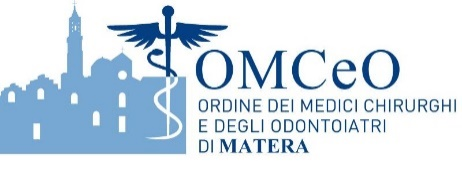 OMCeO
ORDINE DEI MEDICI CHIRURGHI
E DEGLI ODONTOIATRI
DI MATERA